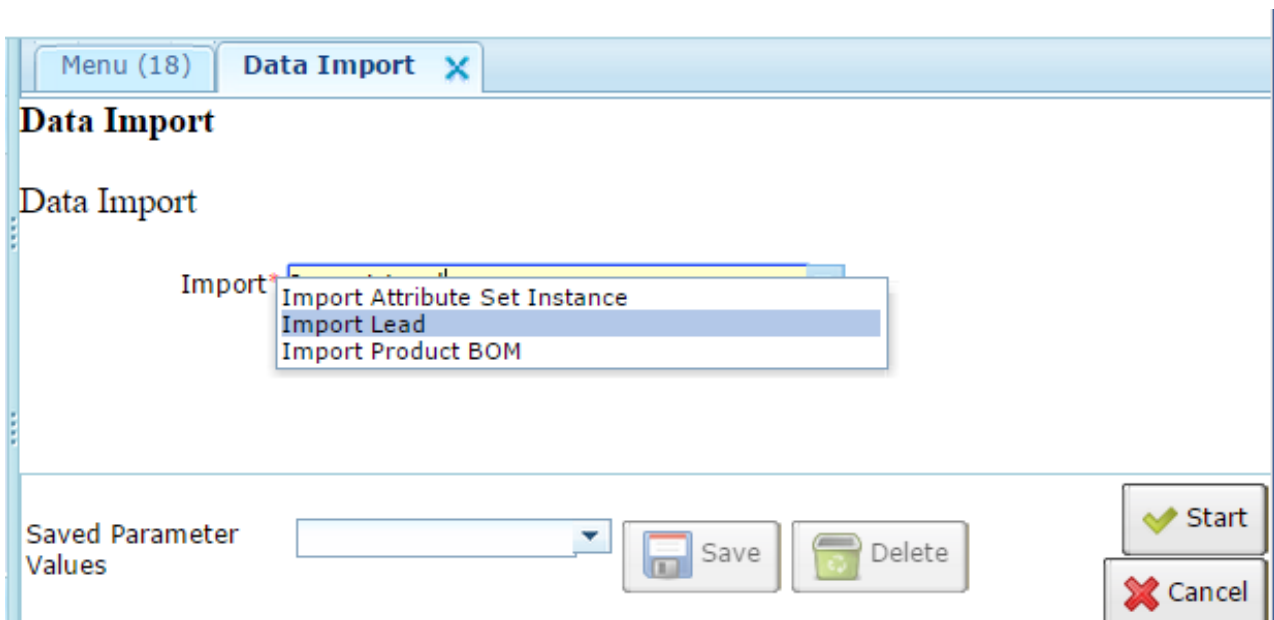 Menu (18) Data Import
Data Import
Data Import
Import*
Import Attribute Set Instance
Import Lead
Import Product BOM
Saved Parameter
Values
Save
Delete
Start
Cancel